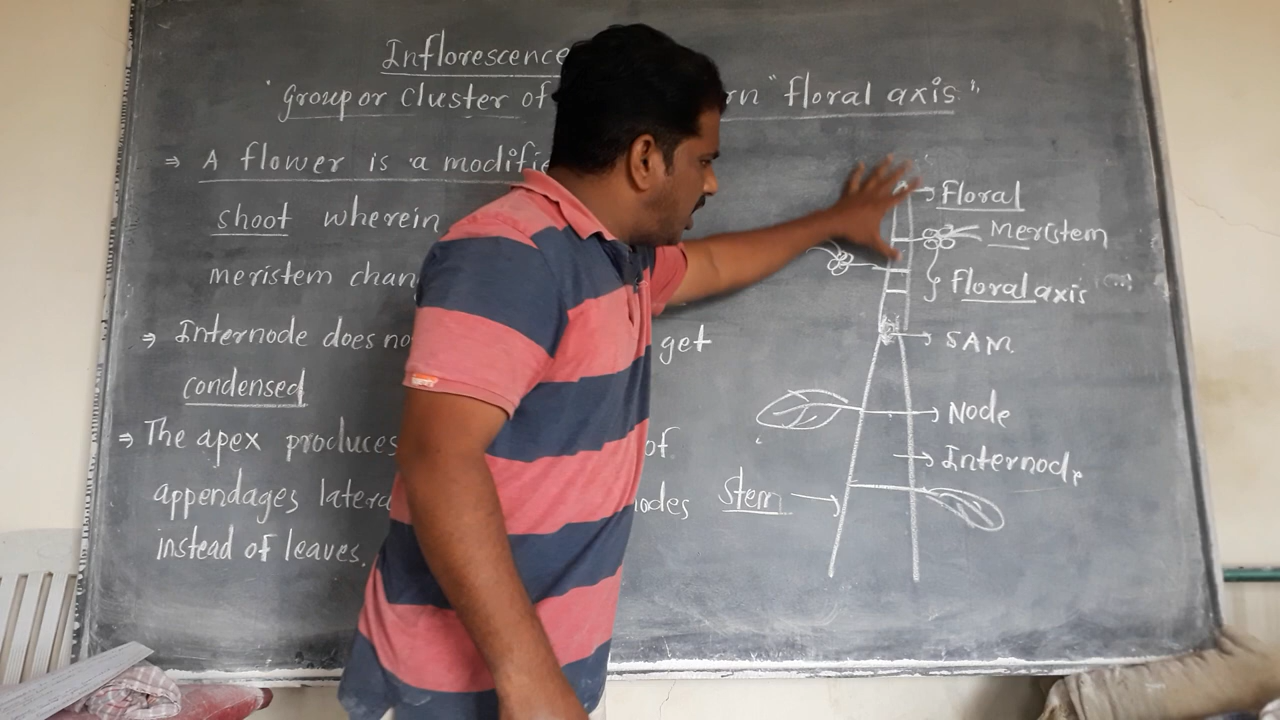 Inflorescence
"Group or cluster of rn "floral axis",
⇒ A flower is a modifie
shoot wherein
meristem chan
⇒ Internode does no get
condensed
⇒ The apex produces of
appendages latera nodes
instead of leaves.
→ Floral
Meristem
Floral axis
→ SAM
→ Node
→ Internode
Stem →